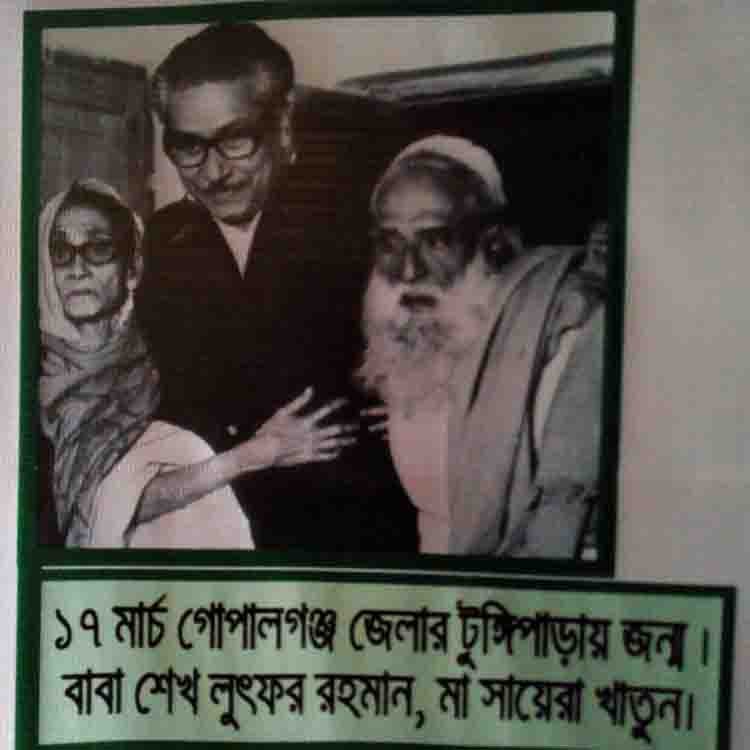 ১৭ মার্চ গোপালগঞ্জ জেলার টুঙ্গিপাড়ায় জন্ম।
বাবা শেখ লুৎফর রহমান, মা সায়েরা খাতুন।